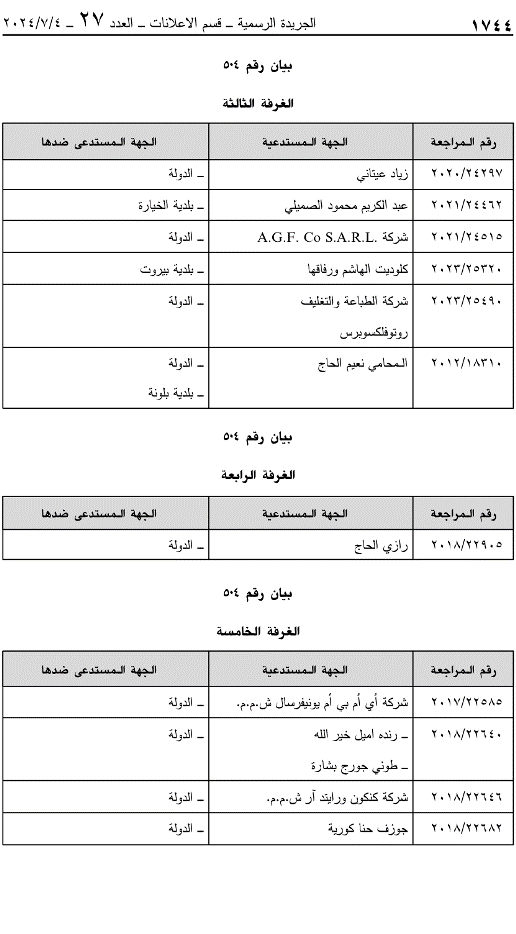 ١٧٤٤ الجريدة الرسمية – قسم الاعلانات – العدد ٢٧ – ٢٠٢٤/٧/٤
بيان رقم ٥٠٤
الغرفة الثالثة
رقم المراجعة الجهة المستدعية الجهة المستدعى ضدها
٢٠٢٠/٢٤٢٩٧ زياد عيتاني – الدولة
٢٠٢١/٢٤٤٦٢ عبد الكريم محمود الصميلي – بلدية الخيارة
٢٠٢١/٢٤٥١٥ شركة A.G.F. Co S.A.R.L. – الدولة
٢٠٢٣/٢٥٣٢٠ كلوديت الهاشم ورفاقها – بلدية بيروت
٢٠٢٣/٢٥٤٩٠ شركة الطباعة والتغليف – الدولة
روتوفلكسوبرس
٢٠١٢/١٨٣١٠ المحامي نعيم الحاج – الدولة
– بلدية بلونة
بيان رقم ٥٠٤
الغرفة الرابعة
رقم المراجعة الجهة المستدعية الجهة المستدعى ضدها
٢٠١٨/٢٢٩٠٥ رازي الحاج – الدولة
بيان رقم ٥٠٤
الغرفة الخامسة
رقم المراجعة الجهة المستدعية الجهة المستدعى ضدها
٢٠١٧/٢٢٥٨٥ شركة أي أم بي أم يونيفرسال ش.م.م. – الدولة
٢٠١٨/٢٢٦٤٠ – رنده اميل خير الله – الدولة
– طوني جورج بشارة
٢٠١٨/٢٢٦٤٦ شركة كنكون ورايتد آر ش.م.م. – الدولة
٢٠١٨/٢٢٦٨٢ جوزف حنا كورية – الدولة